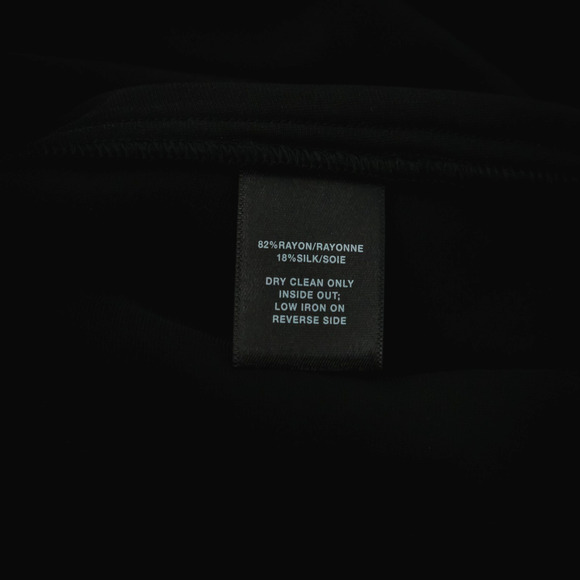 82%RAYON/RAYONNE
18%SILK/SOIE
DRY CLEAN ONLY
INSIDE OUT;
LOW IRON ON
REVERSE SIDE